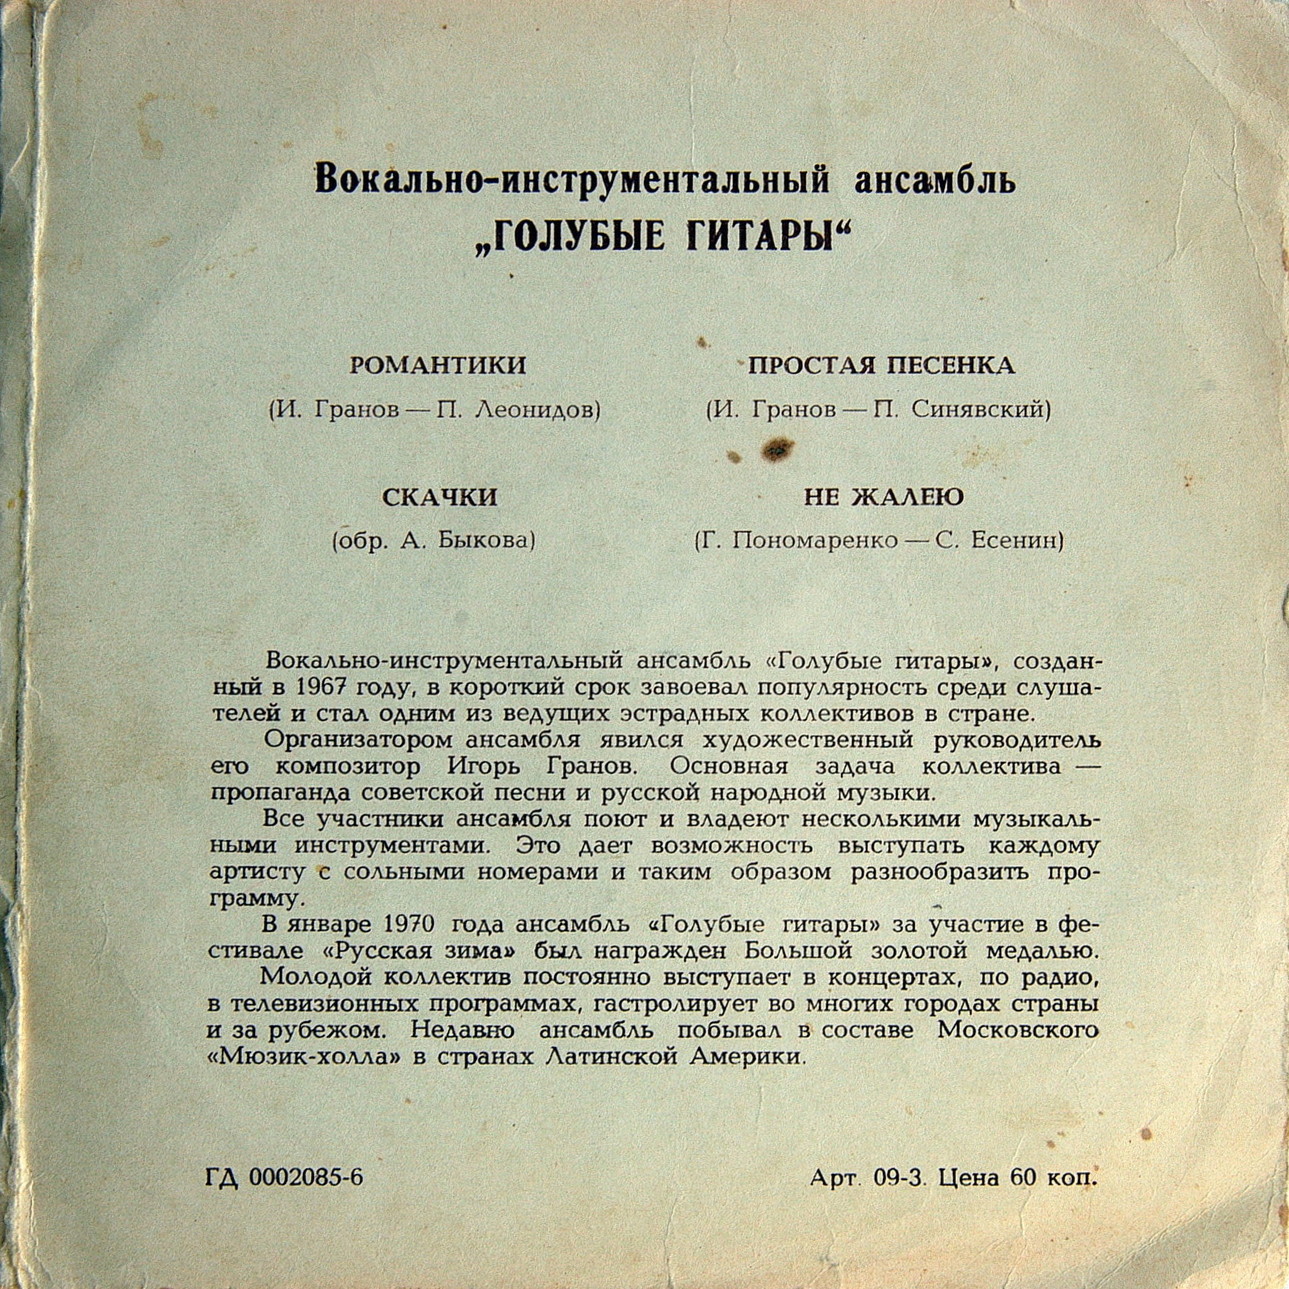 Вокально-инструментальный ансамбль
„ГОЛУБЫЕ ГИТАРЫ“
РОМАНТИКИ
(И. Гранов — П. Леонидов)
СКАЧКИ
(обр. А. Быкова)
ПРОСТАЯ ПЕСЕНКА
(И. Гранов — П. Синявский)
НЕ ЖАЛЕЮ
(Г. Пономаренко — С. Есенин)
Вокально-инструментальный ансамбль «Голубые гитары», создан-
ный в 1967 году, в короткий срок завоевал популярность среди слуша-
телей и стал одним из ведущих эстрадных коллективов в стране.
Организатором ансамбля явился художественный руководитель
его композитор Игорь Гранов. Основная задача коллектива —
пропаганда советской песни и русской народной музыки.
Все участники ансамбля поют и владеют несколькими музыкаль-
ными инструментами. Это дает возможность выступать каждому
артисту с сольными номерами и таким образом разнообразить про-
грамму.
В январе 1970 года ансамбль «Голубые гитары» за участие в фе-
стивале «Русская зима» был награжден Большой золотой медалью.
Молодой коллектив постоянно выступает в концертах, по радио,
в телевизионных программах, гастролирует во многих городах страны
и за рубежом. Недавно ансамбль побывал в составе Московского
«Мюзик-холла» в странах Латинской Америки.
ГД 0002085-6
Арт. 09-3. Цена 60 коп.